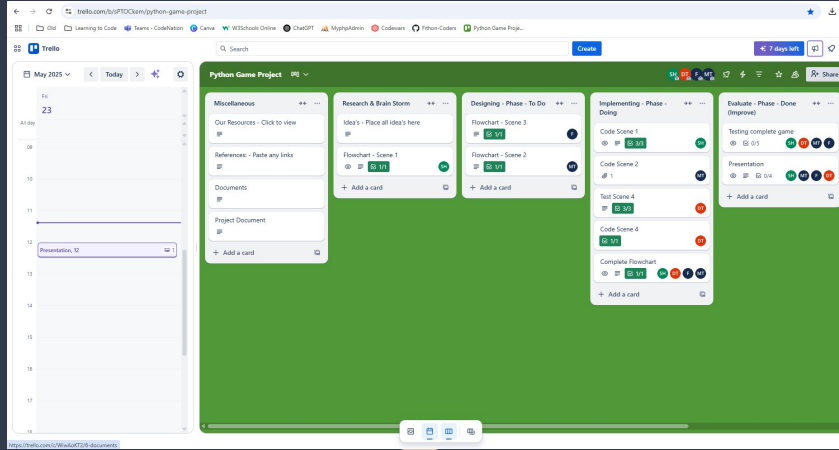 trello.com/b/sPTOCkem/python-game-project
Old
Learning to Code
Teams - CodeNation
Canva
W3Schools Online
ChatGPT
MyphpAdmin
Codewars
Fithon-Coders
Python Game Proje...
Trello
Search
Create
7 days left
May 2025
Today
Python Game Project
SH DT F MT
Share
Fri
23
All day
09
10
11
12
Presentation, 12
1
13
14
15
16
17
18
Miscellaneous
Our Resources - Click to view
References: - Paste any links
Documents
Project Document
+ Add a card
Research & Brain Storm
Idea's - Place all idea's here
Flowchart - Scene 1
1/1 SH
+ Add a card
Designing - Phase - To Do
Flowchart - Scene 3
1/1 F
Flowchart - Scene 2
1/1 MT
+ Add a card
Implementing - Phase -
Doing
Code Scene 1
3/3 SH
Code Scene 2
1 MT
Test Scene 4
3/3 DT
Code Scene 4
1/1 DT
Complete Flowchart
1/1 SH DT F MT
+ Add a card
Evaluate - Phase - Done
(Improve)
Testing complete game
0/5 SH DT MT F
Presentation
0/4 SH MT F DT
+ Add a card
https://trello.com/c/WiwAoKT2/6-documents